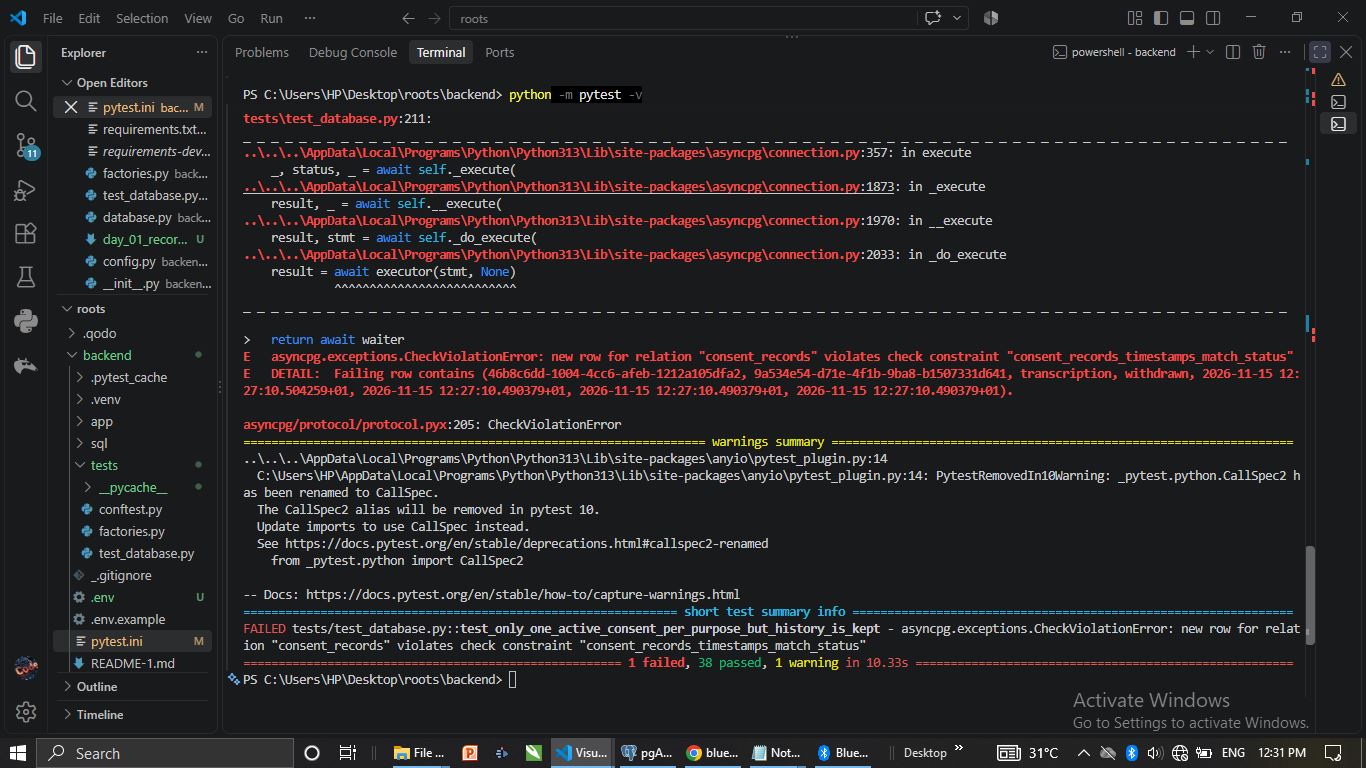 File Edit Selection View Go Run ··· roots
Explorer ···
Open Editors
pytest.ini bac... M
requirements.txt...
requirements-dev...
factories.py back...
test_database.py...
database.py back...
day_01_recor... U
config.py backen...
__init__.py backen...
roots
.qodo
backend
.pytest_cache
.venv
app
sql
tests
__pycache__
conftest.py
factories.py
test_database.py
_.gitignore
.env U
.env.example
pytest.ini M
README-1.md
Outline
Timeline
11
Problems Debug Console Terminal Ports powershell - backend
PS C:\Users\HP\Desktop\roots\backend> python -m pytest -v
tests\test_database.py:211:
_ _ _ _ _ _ _ _ _ _ _ _ _ _ _ _ _ _ _ _ _ _ _ _ _ _ _ _ _ _ _ _ _ _ _ _ _ _ _ _
..\..\..\AppData\Local\Programs\Python\Python313\Lib\site-packages\asyncpg\connection.py:357: in execute
_, status, _ = await self._execute(
..\..\..\AppData\Local\Programs\Python\Python313\Lib\site-packages\asyncpg\connection.py:1873: in _execute
result, _ = await self.__execute(
..\..\..\AppData\Local\Programs\Python\Python313\Lib\site-packages\asyncpg\connection.py:1970: in __execute
result, stmt = await self._do_execute(
..\..\..\AppData\Local\Programs\Python\Python313\Lib\site-packages\asyncpg\connection.py:2033: in _do_execute
result = await executor(stmt, None)
^^^^^^^^^^^^^^^^^^^^^^^^^^
_ _ _ _ _ _ _ _ _ _ _ _ _ _ _ _ _ _ _ _ _ _ _ _ _ _ _ _ _ _ _ _ _ _ _ _ _ _ _ _
> return await waiter
E asyncpg.exceptions.CheckViolationError: new row for relation "consent_records" violates check constraint "consent_records_timestamps_match_status"
E DETAIL: Failing row contains (46b8c6dd-1004-4cc6-afeb-1212a105dfa2, 9a534e54-d71e-4f1b-9ba8-b1507331d641, transcription, withdrawn, 2026-11-15 12:
27:10.504259+01, 2026-11-15 12:27:10.490379+01, 2026-11-15 12:27:10.490379+01, 2026-11-15 12:27:10.490379+01).
asyncpg/protocol/protocol.pyx:205: CheckViolationError
================ warnings summary ================
..\..\..\AppData\Local\Programs\Python\Python313\Lib\site-packages\anyio\pytest_plugin.py:14
C:\Users\HP\AppData\Local\Programs\Python\Python313\Lib\site-packages\anyio\pytest_plugin.py:14: PytestRemovedIn10Warning: _pytest.python.CallSpec2 h
as been renamed to CallSpec.
The CallSpec2 alias will be removed in pytest 10.
Update imports to use CallSpec instead.
See https://docs.pytest.org/en/stable/deprecations.html#callspec2-renamed
from _pytest.python import CallSpec2
-- Docs: https://docs.pytest.org/en/stable/how-to/capture-warnings.html
================ short test summary info ================
FAILED tests/test_database.py::test_only_one_active_consent_per_purpose_but_history_is_kept - asyncpg.exceptions.CheckViolationError: new row for relat
ion "consent_records" violates check constraint "consent_records_timestamps_match_status"
================ 1 failed, 38 passed, 1 warning in 10.33s ================
PS C:\Users\HP\Desktop\roots\backend>
Activate Windows
Go to Settings to activate Windows.
Search File ... Visu... pgA... blue... Not... Blue... Desktop » 31°C ENG 12:31 PM